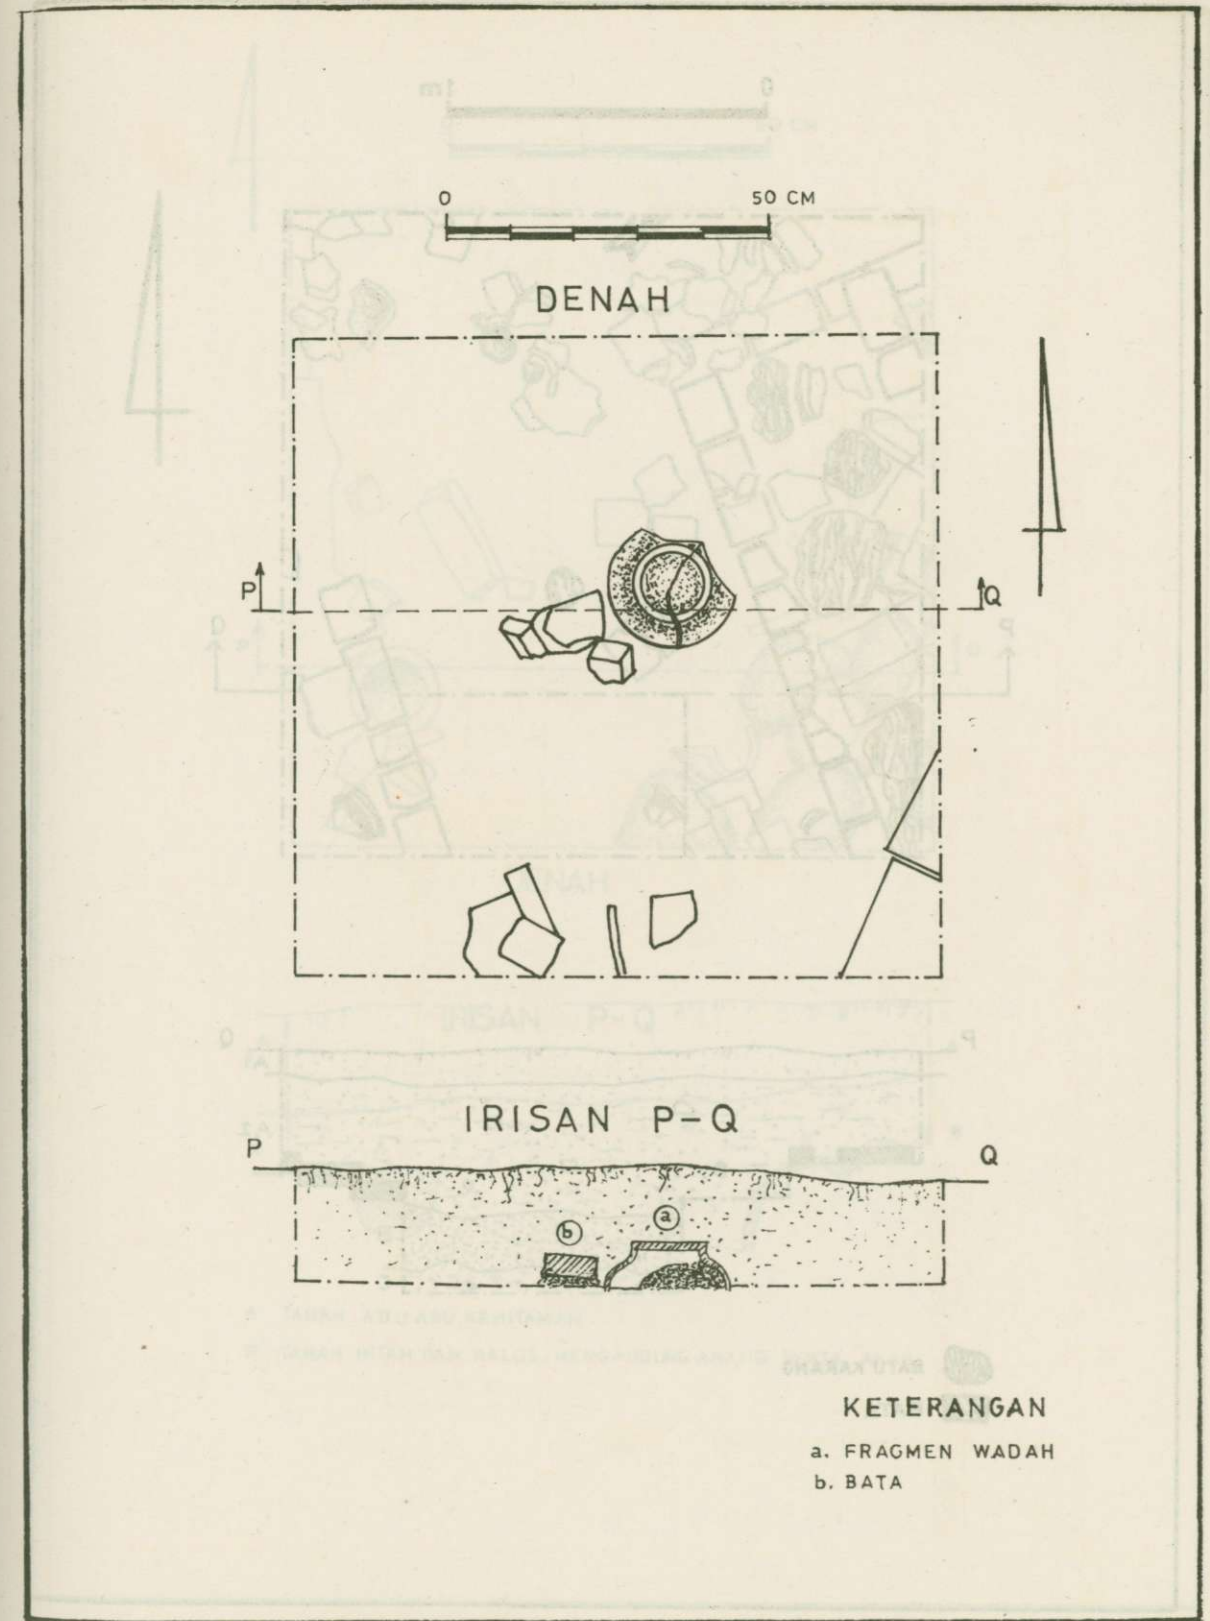 0 50 CM
DENAH
P Q
IRISAN P-Q
P Q
b a
KETERANGAN
a. FRAGMEN WADAH
b. BATA